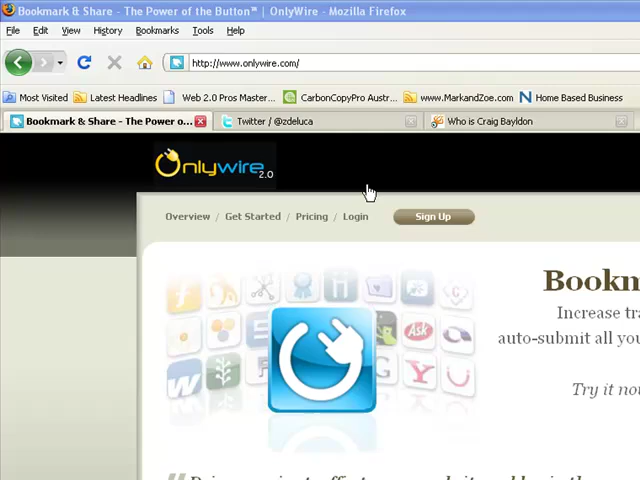 Bookmark & Share - The Power of the Button™ | OnlyWire - Mozilla Firefox
File Edit View History Bookmarks Tools Help
http://www.onlywire.com/
Most Visited Latest Headlines Web 2.0 Pros Master... CarbonCopyPro Austr... www.MarkandZoe.com Home Based Business
Bookmark & Share - The Power o... Twitter / @zdeluca Who is Craig Bayldon
Onlywire 2.0
Overview / Get Started / Pricing / Login Sign Up
Bookm
Increase tra
auto-submit all you
Try it now
Ask
W
Y